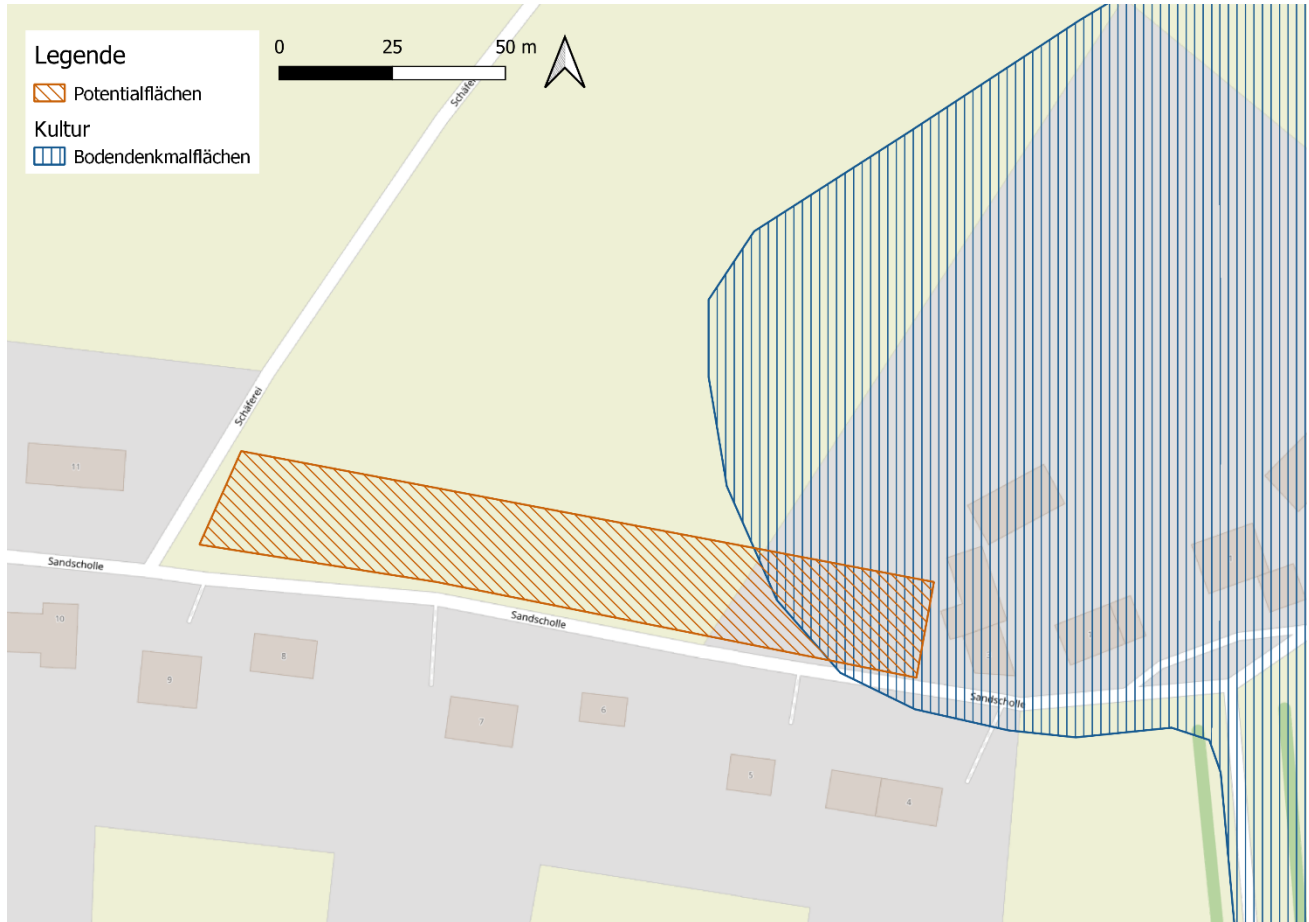 Legende
Potentialflächen
Kultur
Bodendenkmalflächen
0 25 50 m
Schäferei
11
Sandscholle
10
9
8
Sandscholle
7
6
5
4
Sandscholle